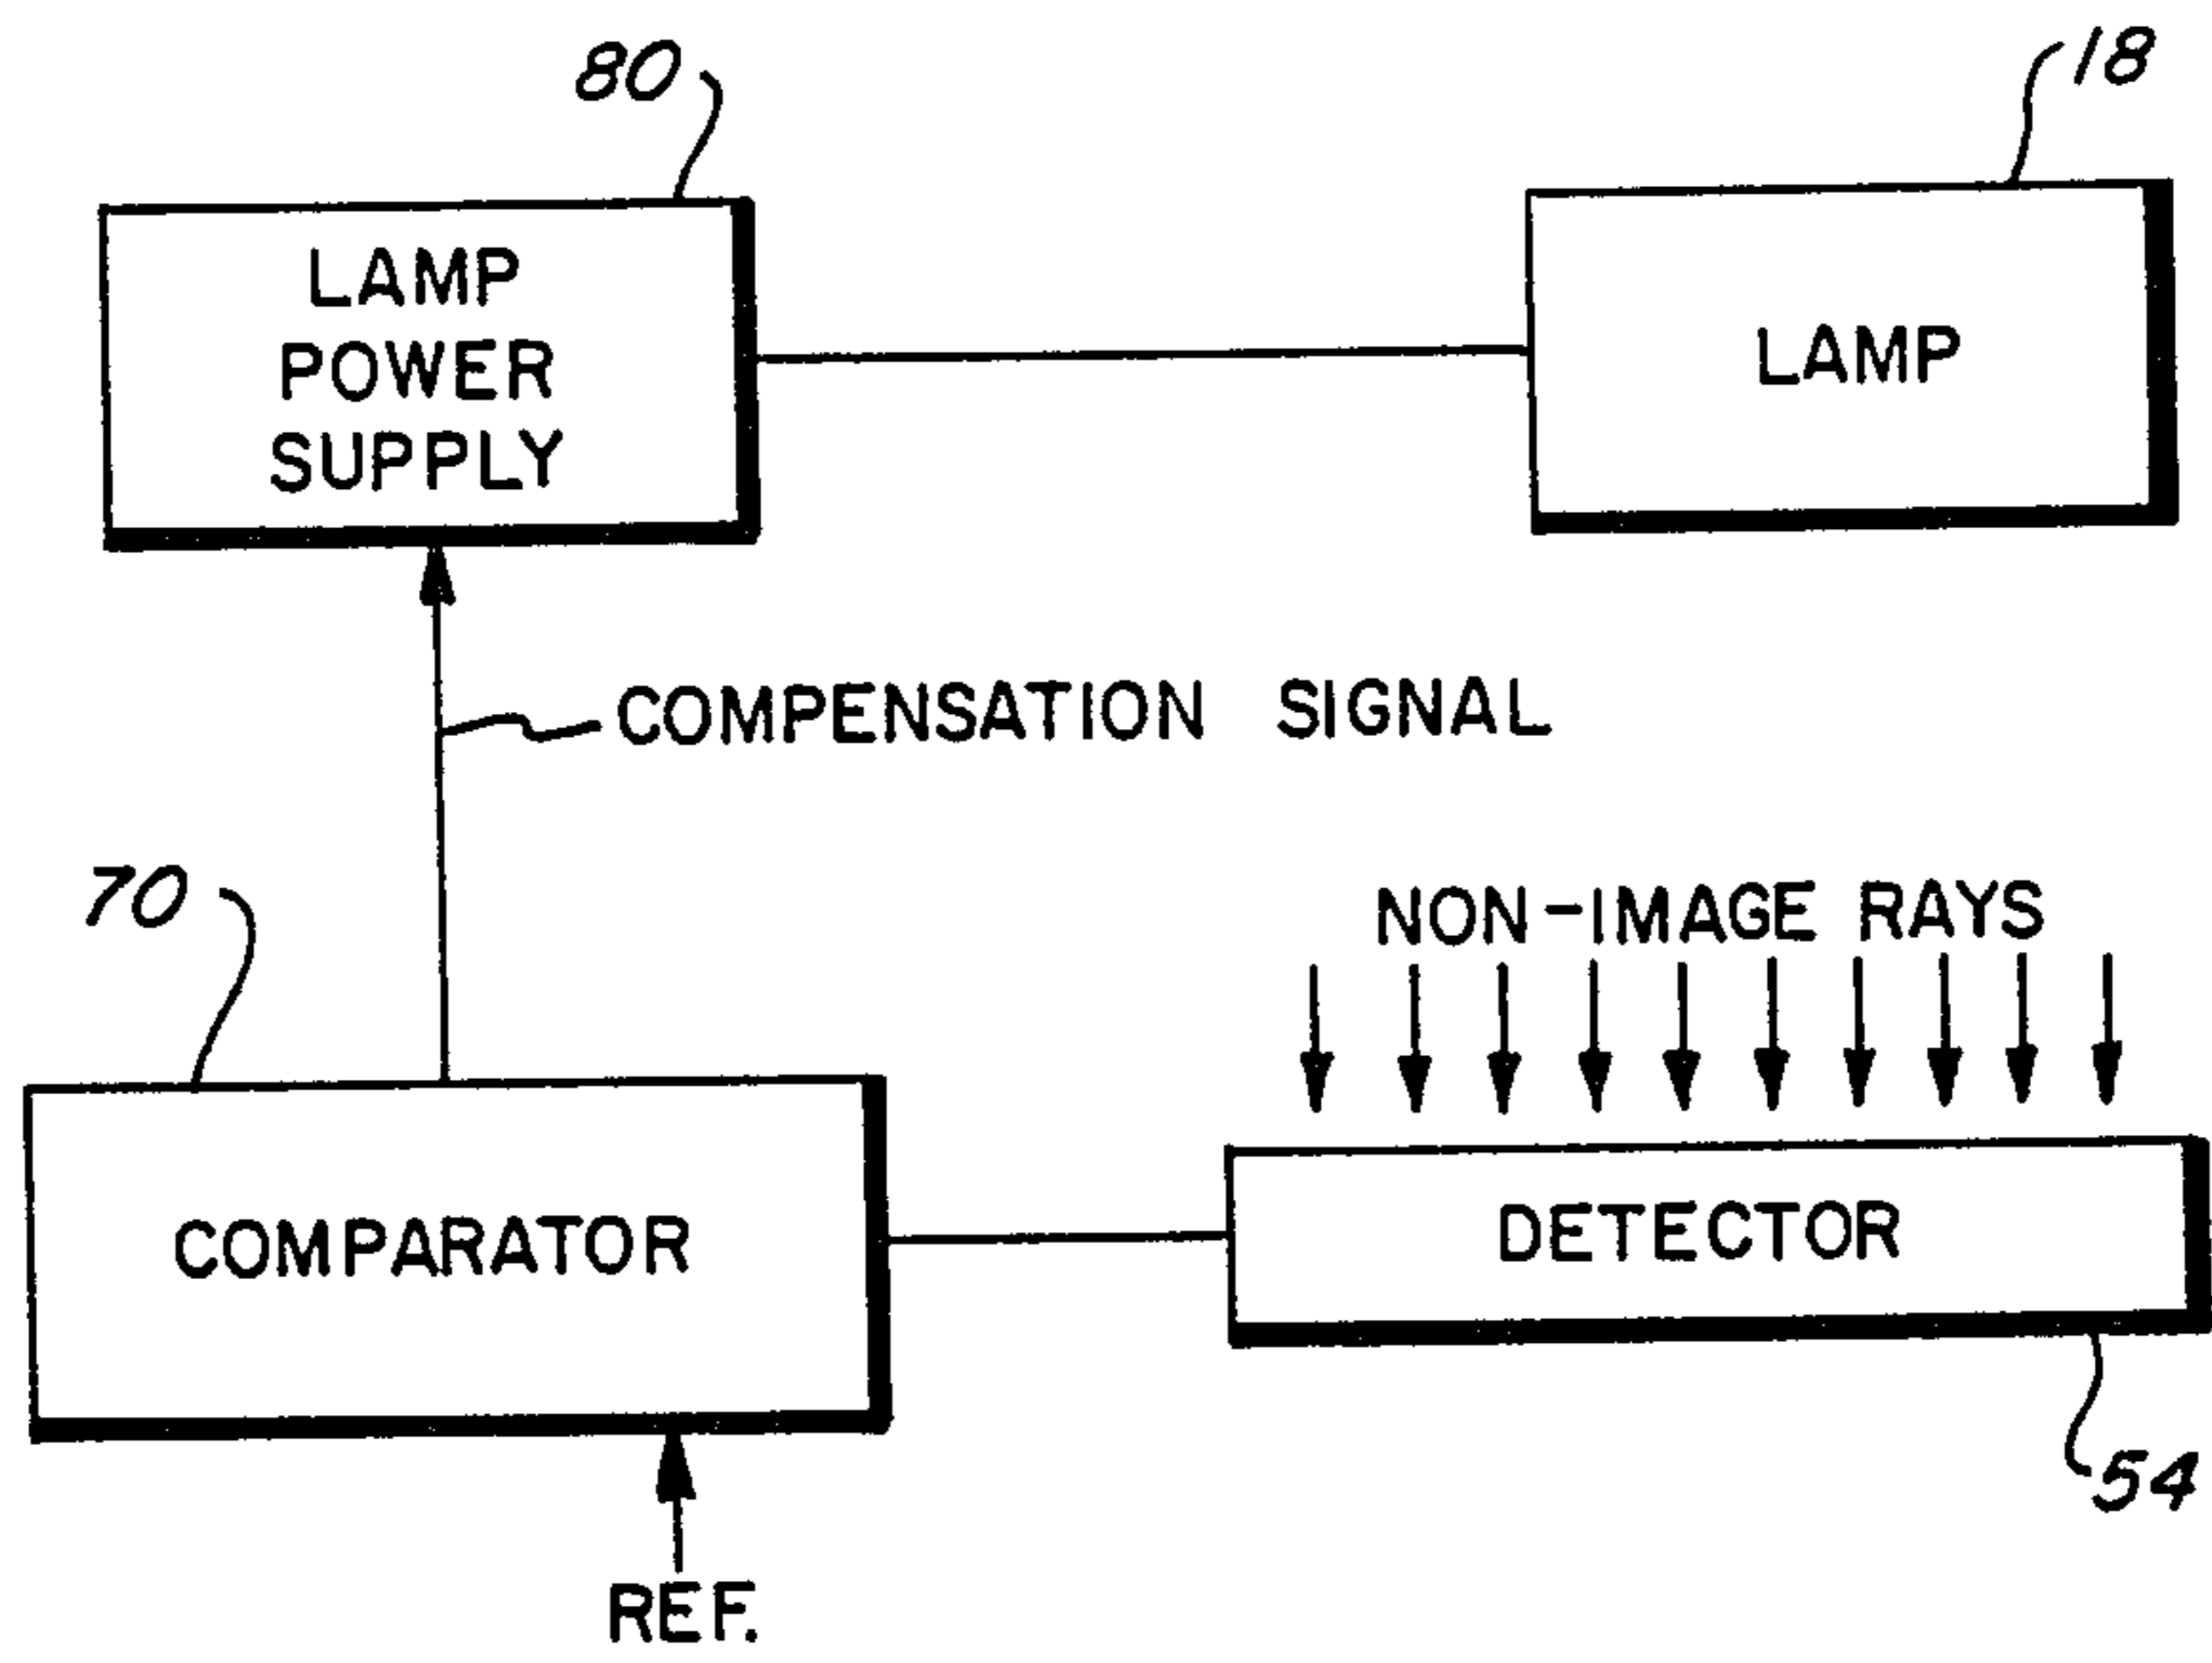 80
18
LAMP
POWER
SUPPLY
LAMP
COMPENSATION SIGNAL
70
NON-IMAGE RAYS
COMPARATOR
DETECTOR
54
REF.